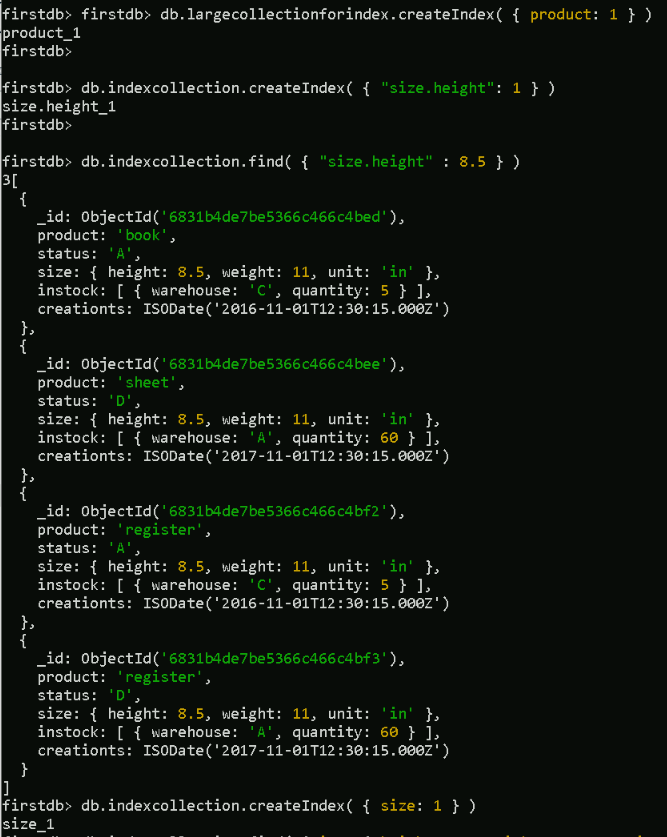 firstdb> firstdb> db.largecollectionforindex.createIndex( { product: 1 } )
product_1
firstdb>
firstdb> db.indexcollection.createIndex( { "size.height": 1 } )
size.height_1
firstdb>
firstdb> db.indexcollection.find( { "size.height" : 8.5 } )
3[
  {
    _id: ObjectId('6831b4de7be5366c466c4bed'),
    product: 'book',
    status: 'A',
    size: { height: 8.5, weight: 11, unit: 'in' },
    instock: [ { warehouse: 'C', quantity: 5 } ],
    creationts: ISODate('2016-11-01T12:30:15.000Z')
  },
  {
    _id: ObjectId('6831b4de7be5366c466c4bee'),
    product: 'sheet',
    status: 'D',
    size: { height: 8.5, weight: 11, unit: 'in' },
    instock: [ { warehouse: 'A', quantity: 60 } ],
    creationts: ISODate('2017-11-01T12:30:15.000Z')
  },
  {
    _id: ObjectId('6831b4de7be5366c466c4bf2'),
    product: 'register',
    status: 'A',
    size: { height: 8.5, weight: 11, unit: 'in' },
    instock: [ { warehouse: 'C', quantity: 5 } ],
    creationts: ISODate('2016-11-01T12:30:15.000Z')
  },
  {
    _id: ObjectId('6831b4de7be5366c466c4bf3'),
    product: 'register',
    status: 'D',
    size: { height: 8.5, weight: 11, unit: 'in' },
    instock: [ { warehouse: 'A', quantity: 60 } ],
    creationts: ISODate('2017-11-01T12:30:15.000Z')
  }
]
firstdb> db.indexcollection.createIndex( { size: 1 } )
size_1